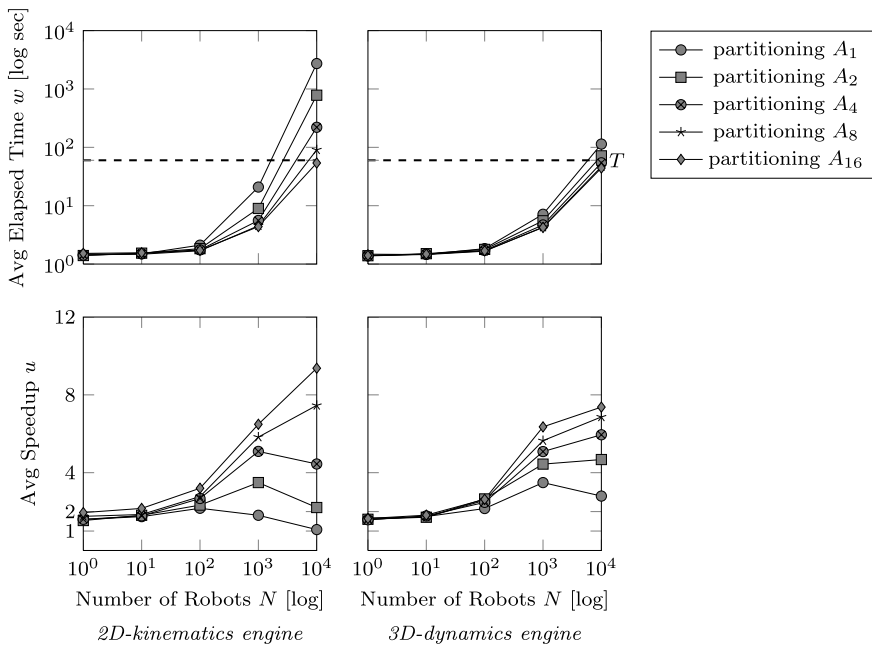 Avg Elapsed Time w [log sec]
10^4
10^3
10^2
10^1
10^0
T
partitioning A_1
partitioning A_2
partitioning A_4
partitioning A_8
partitioning A_16
Avg Speedup u
12
8
4
2
1
10^0 10^1 10^2 10^3 10^4
10^0 10^1 10^2 10^3 10^4
Number of Robots N [log]
Number of Robots N [log]
2D-kinematics engine
3D-dynamics engine